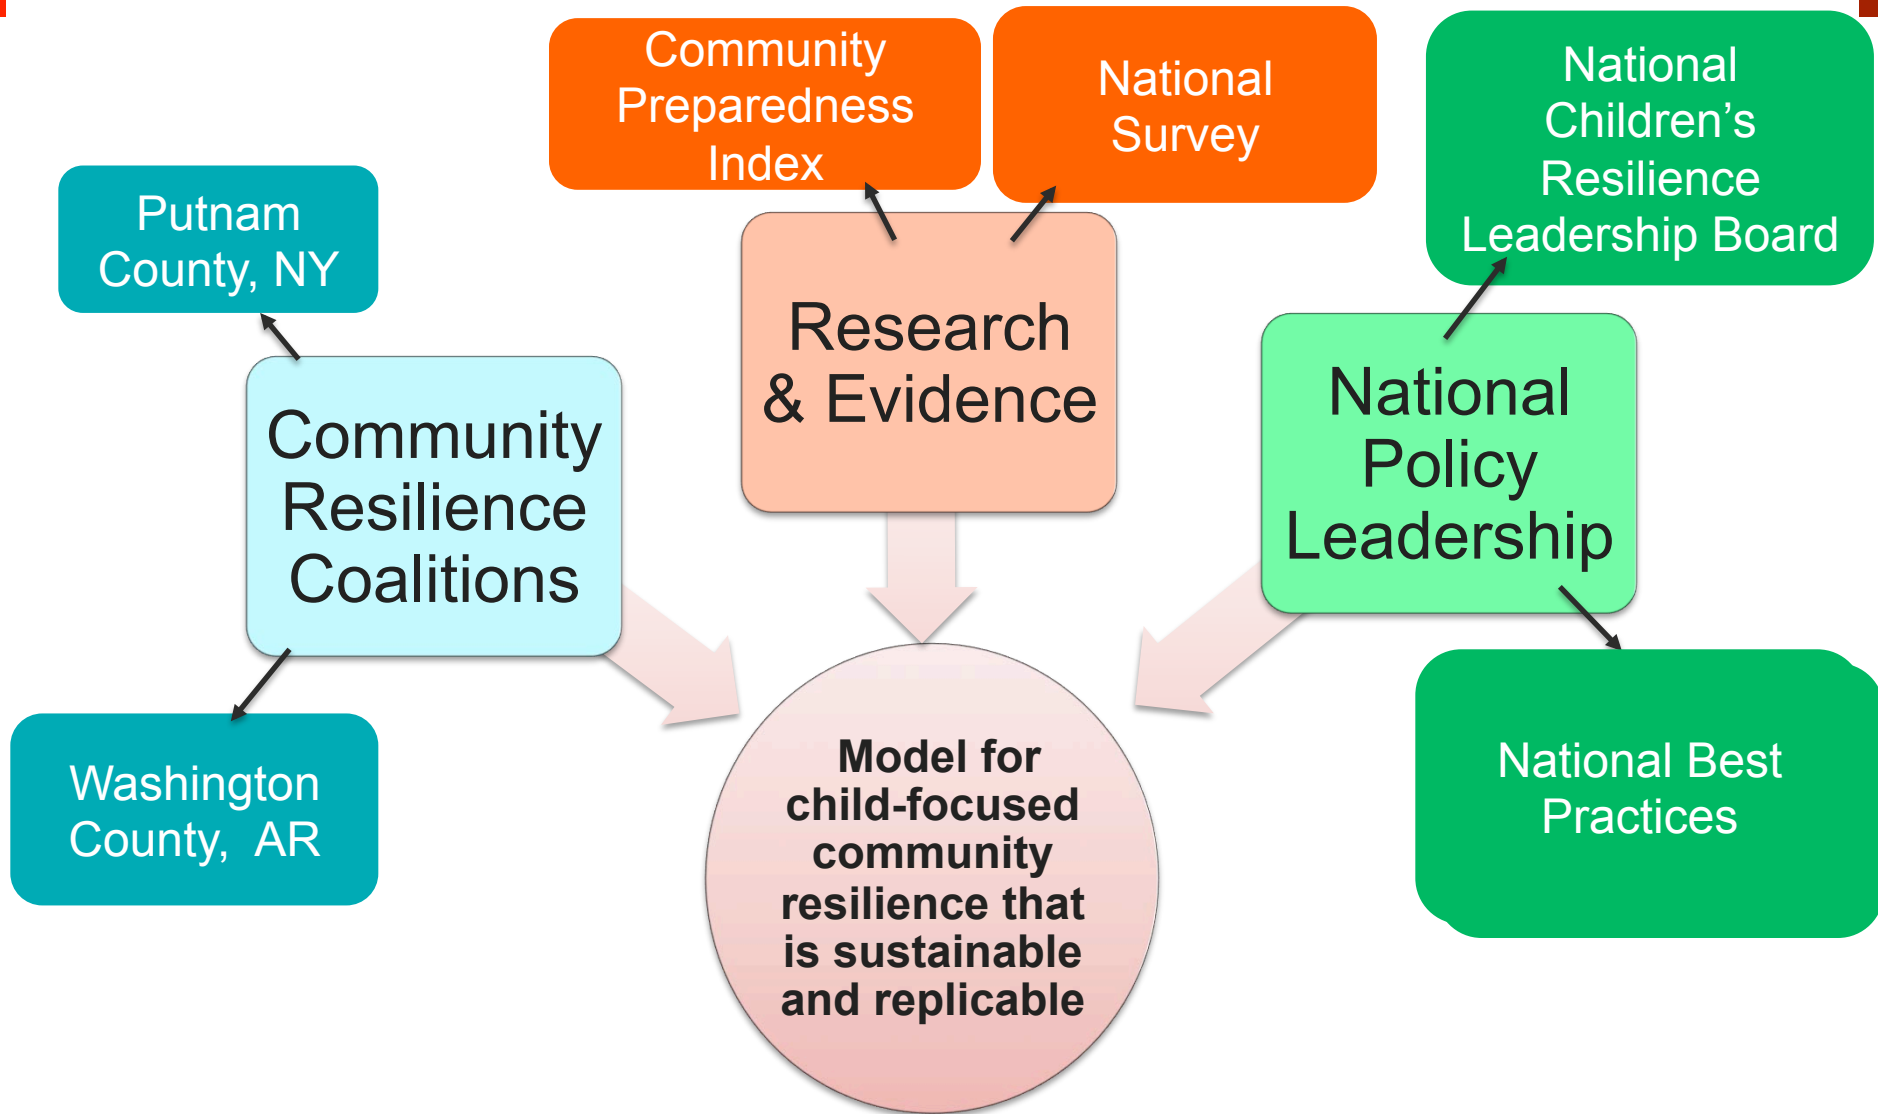 Community
Preparedness
Index
National
Survey
National
Children’s
Resilience
Leadership Board
Putnam
County, NY
Research
& Evidence
National
Policy
Leadership
Community
Resilience
Coalitions
Washington
County,  AR
Model for
child-focused
community
resilience that
is sustainable
and replicable
National Best
Practices